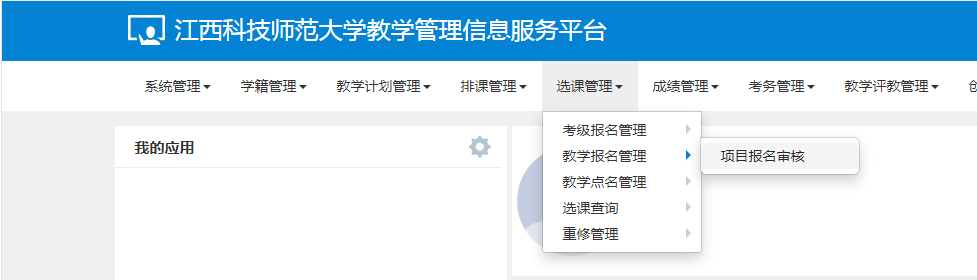 江西科技师范大学教学管理信息服务平台
系统管理 学籍管理 教学计划管理 排课管理 选课管理 成绩管理 考务管理 教学评教管理
我的应用
考级报名管理
教学报名管理 项目报名审核
教学点名管理
选课查询
重修管理